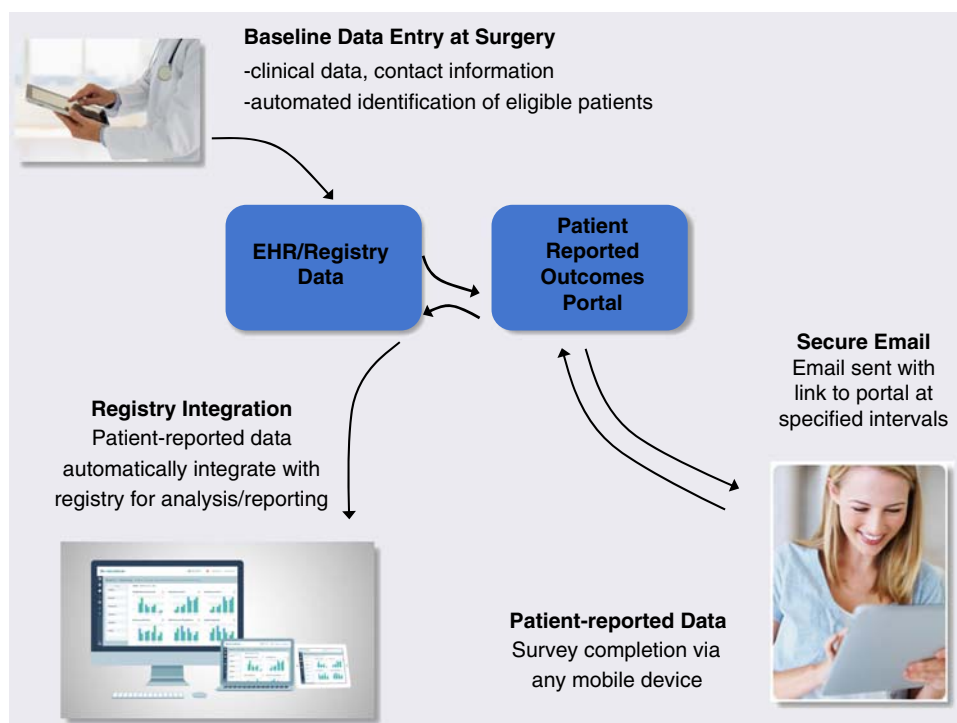 Baseline Data Entry at Surgery
-clinical data, contact information
-automated identification of eligible patients
EHR/Registry
Data
Patient
Reported
Outcomes
Portal
Secure Email
Email sent with
link to portal at
specified intervals
Registry Integration
Patient-reported data
automatically integrate with
registry for analysis/reporting
Patient-reported Data
Survey completion via
any mobile device